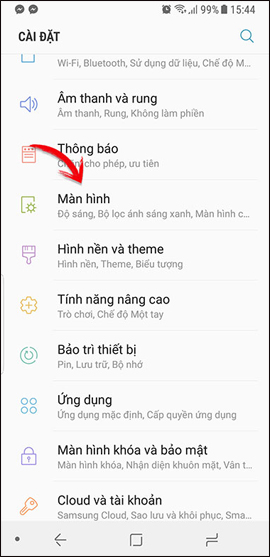 89% 15:44
CÀI ĐẶT
Wi-Fi, Bluetooth, Sử dụng dữ liệu, Chế độ M...
Âm thanh và rung
Âm thanh, Rung, Không làm phiền
Thông báo
cho phép, ưu tiên
Màn hình
Độ sáng, Bộ lọc ánh sáng xanh, Màn hình c...
Hình nền và theme
Hình nền, Theme, Biểu tượng
Tính năng nâng cao
Trò chơi, Chế độ Một tay
Bảo trì thiết bị
Pin, Lưu trữ, Bộ nhớ
Ứng dụng
Ứng dụng mặc định, Cấp quyền ứng dụng
Màn hình khóa và bảo mật
Màn hình khóa, Nhận diện khuôn mặt, Vân t...
Cloud và tài khoản
Samsung Cloud, Sao lưu và khôi phục, Sma...